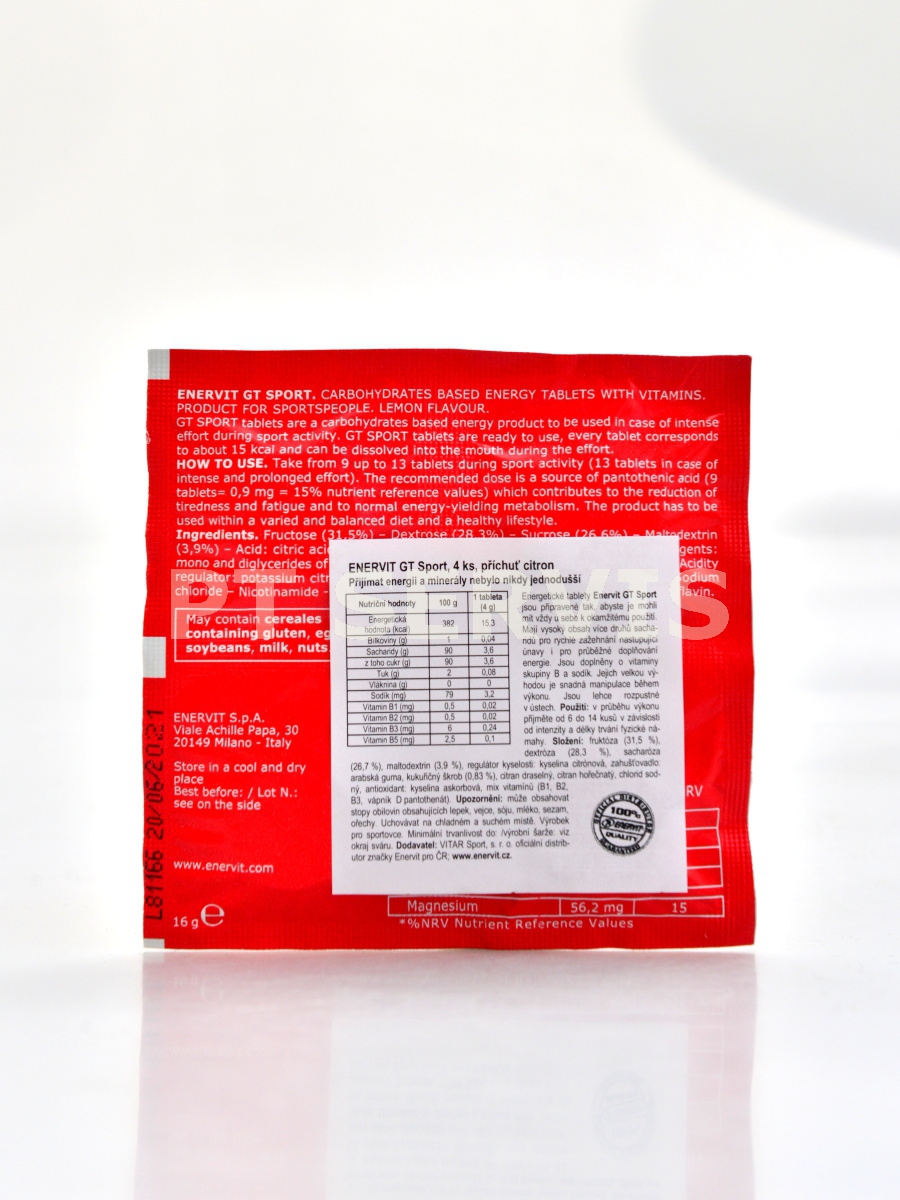 ENERVIT GT SPORT. CARBOHYDRATES BASED ENERGY TABLETS WITH VITAMINS.
PRODUCT FOR SPORTSPEOPLE. LEMON FLAVOUR.
GT SPORT tablets are a carbohydrates based energy product to be used in case of intense
effort during sport activity. GT SPORT tablets are ready to use, every tablet corresponds
to about 15 kcal and can be dissolved into the mouth during the effort.
HOW TO USE. Take from 9 up to 13 tablets during sport activity (13 tablets in case of
intense and prolonged effort). The recommended dose is a source of pantothenic acid (9
tablets= 0,9 mg = 15% nutrient reference values) which contributes to the reduction of
tiredness and fatigue and to normal energy-yielding metabolism. The product has to be
used within a varied and balanced diet and a healthy lifestyle.
Ingredients. Fructose (31,5%) – Dextrose (28,3%) – Sucrose (26,6%) – Maltodextrin
(3,9%) – Acid: citric acid gents:
mono and diglycerides of Acidity
regulator: potassium citr odium
chloride – Nicotinamide – flavin.
May contain cereales
containing gluten, eg
soybeans, milk, nuts.
ENERVIT S.p.A.
Viale Achille Papa, 30
20149 Milano - Italy
Store in a cool and dry
place
Best before: / Lot N.:
see on the side
www.enervit.com
16 g e
L81166 20/06/2021
ENERVIT GT Sport, 4 ks, příchuť citron
Přijímat energii a minerály nebylo nikdy jednodušší
Nutriční hodnoty 100 g 1 tableta (4 g)
Energetická hodnota (kcal) 382 15,3
Bílkoviny (g) 1 0,04
Sacharidy (g) 90 3,6
z toho cukr (g) 90 3,6
Tuk (g) 2 0,08
Vláknina (g) 0 0
Sodík (mg) 79 3,2
Vitamin B1 (mg) 0,5 0,02
Vitamin B2 (mg) 0,5 0,02
Vitamin B3 (mg) 6 0,24
Vitamin B5 (mg) 2,5 0,1
Energetické tablety Enervit GT Sport
jsou připravené tak, abyste je mohli
mít vždy u sebe k okamžitému použití.
Mají vysoký obsah více druhů sacha-
ridů pro rychlé zažehnání nastupující
únavy i pro průběžné doplňování
energie. Jsou doplněny o vitaminy
skupiny B a sodík. Jejich velkou vý-
hodou je snadná manipulace během
výkonu. Jsou lehce rozpustné
v ústech. Použití: v průběhu výkonu
přijměte od 6 do 14 kusů v závislosti
od intenzity a délky trvání fyzické ná-
mahy. Složení: fruktóza (31,5 %),
dextróza (28,3 %), sacharóza
(26,7 %), maltodextrin (3,9 %), regulátor kyselosti: kyselina citrónová, zahušťovadlo:
arabská guma, kukuřičný škrob (0,83 %), citran draselný, citran hořečnatý, chlorid sod-
ný, antioxidant: kyselina askorbová, mix vitamínů (B1, B2,
B3, vápník D pantothenát). Upozornění: může obsahovat
stopy obilovin obsahujících lepek, vejce, sóju, mléko, sezam,
ořechy. Uchovávat na chladném a suchém místě. Výrobek
pro sportovce. Minimální trvanlivost do: /výrobní šarže: viz
okraj sváru. Dodavatel: VITAR Sport, s. r. o. oficiální distrib-
utor značky Enervit pro ČR; www.enervit.cz.
OFFICIAL DISTRIBUTOR
100%
ENERVIT
QUALITY
GUARANTEED
RV
Magnesium 56,2 mg 15
*%NRV Nutrient Reference Values
PT SERVIS